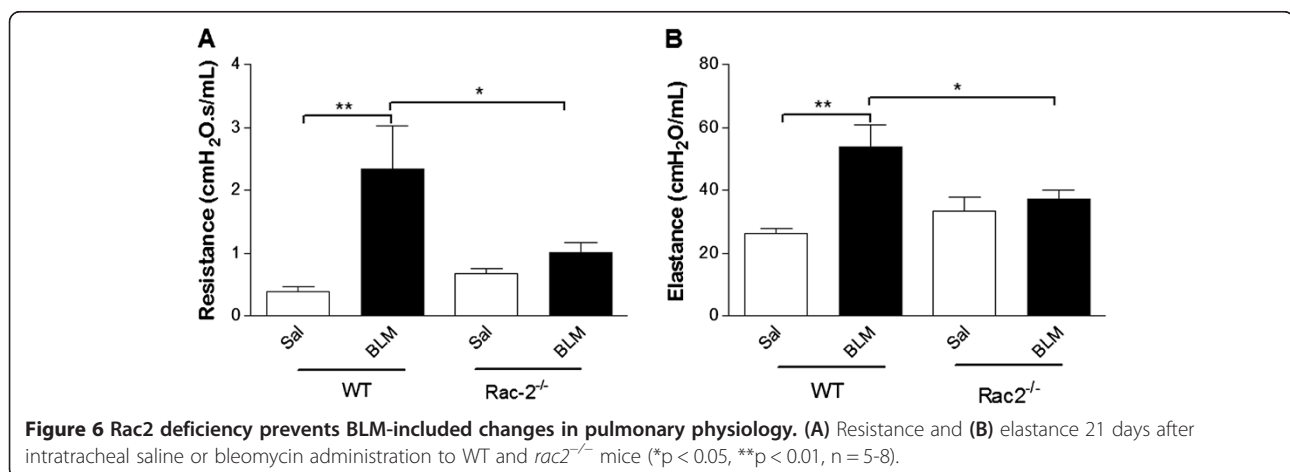 A
Resistance (cmH₂O.s/mL)
4
3
2
1
0
**
*
Sal
BLM
Sal
BLM
WT
Rac-2⁻/⁻
B
Elastance (cmH₂O/mL)
80
60
40
20
0
**
*
Sal
BLM
Sal
BLM
WT
Rac2⁻/⁻
Figure 6 Rac2 deficiency prevents BLM-included changes in pulmonary physiology. (A) Resistance and (B) elastance 21 days after
intratracheal saline or bleomycin administration to WT and rac2⁻/⁻ mice (*p < 0.05, **p < 0.01, n = 5-8).